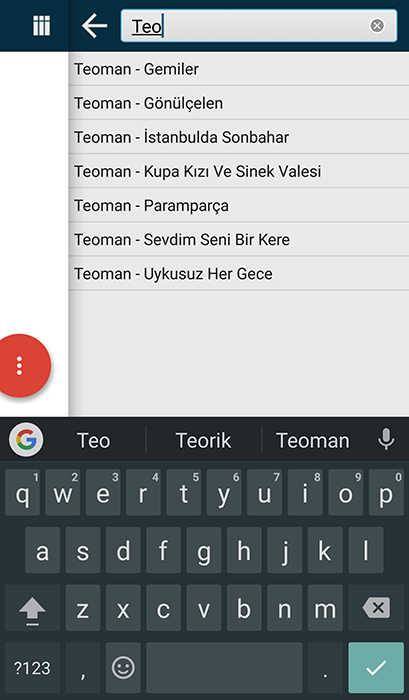 Teo
Teoman - Gemiler
Teoman - Gönülçelen
Teoman - İstanbulda Sonbahar
Teoman - Kupa Kızı Ve Sinek Valesi
Teoman - Paramparça
Teoman - Sevdim Seni Bir Kere
Teoman - Uykusuz Her Gece
G Teo Teorik Teoman
1 2 3 4 5 6 7 8 9 0
q w e r t y u i o p
a s d f g h j k l
z x c v b n m
?123 , .